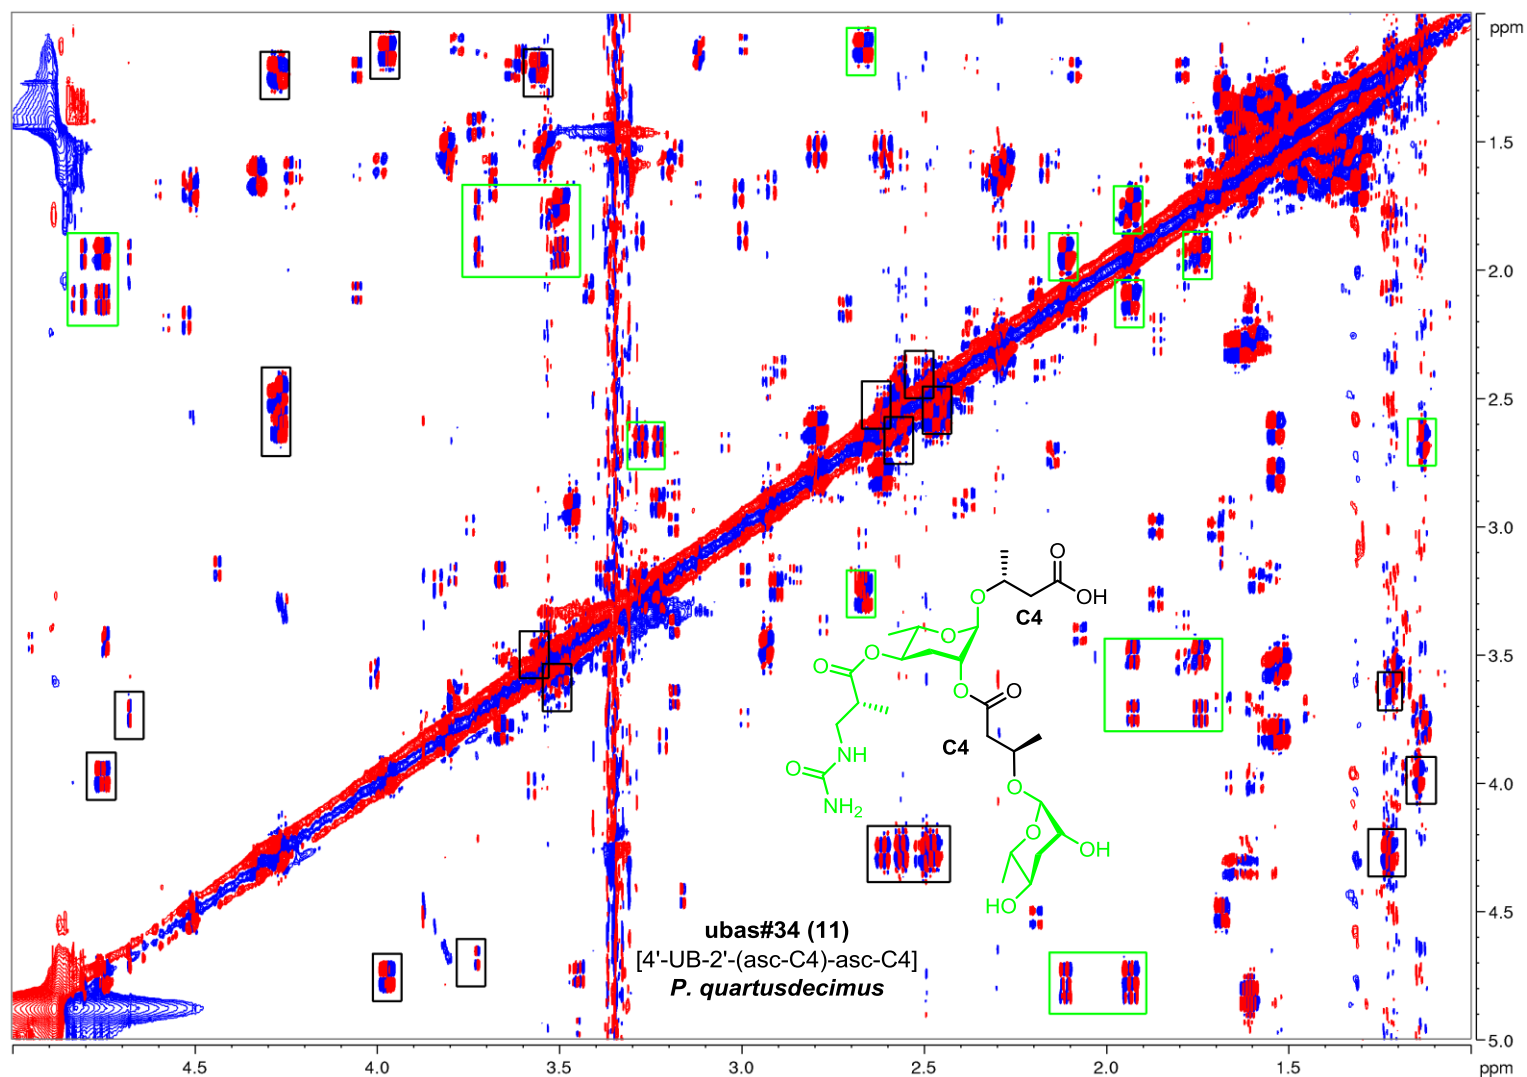 ppm
1.5
2.0
2.5
3.0
3.5
4.0
4.5
5.0
O
OH
O
C4
O
O
O
O
O
C4
NH
O
NH2
O
O
OH
HO
ubas#34 (11)
[4'-UB-2'-(asc-C4)-asc-C4]
P. quartusdecimus
4.5 4.0 3.5 3.0 2.5 2.0 1.5 ppm